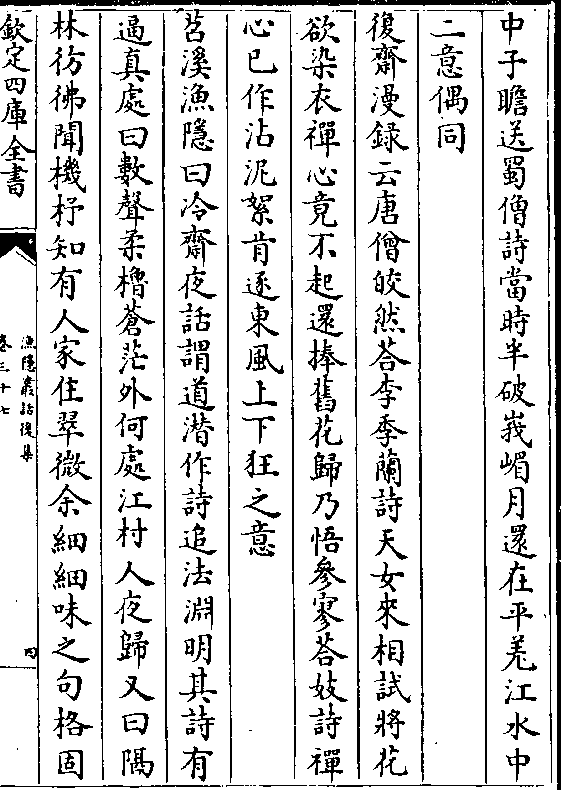 中子瞻送蜀僧詩當時半破峩嵋月還在平羌江水中
二意偶同
復齋漫錄云唐僧皎然荅李季蘭詩天女來相試將花
欲染衣禪心竟不起還捧舊花歸乃悟參寥荅妓詩禪
心已作沾泥絮肯逐東風上下狂之意
苕溪漁隱曰冷齋夜話謂道潛作詩追法淵明其詩有
逼真處曰數聲柔櫓蒼茫外何處江村人夜歸又曰隔
林彷彿聞機杼知有人家住翠微余細細味之句格固
欽定四庫全書
漁隱叢話後集
卷三十七
四